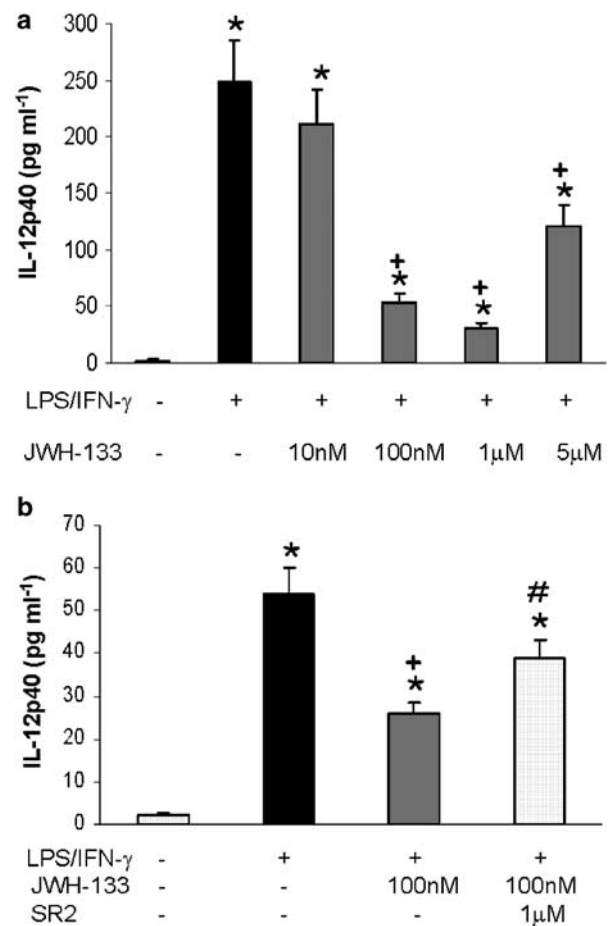 a
IL-12p40 (pg ml-1)
300
250
200
150
100
50
0
* * + * + * + *
LPS/IFN-γ - + + + + +
JWH-133 - - 10nM 100nM 1μM 5μM
b
IL-12p40 (pg ml-1)
70
60
50
40
30
20
10
0
* + * # *
LPS/IFN-γ - + + +
JWH-133 - - 100nM 100nM
SR2 - - - 1μM